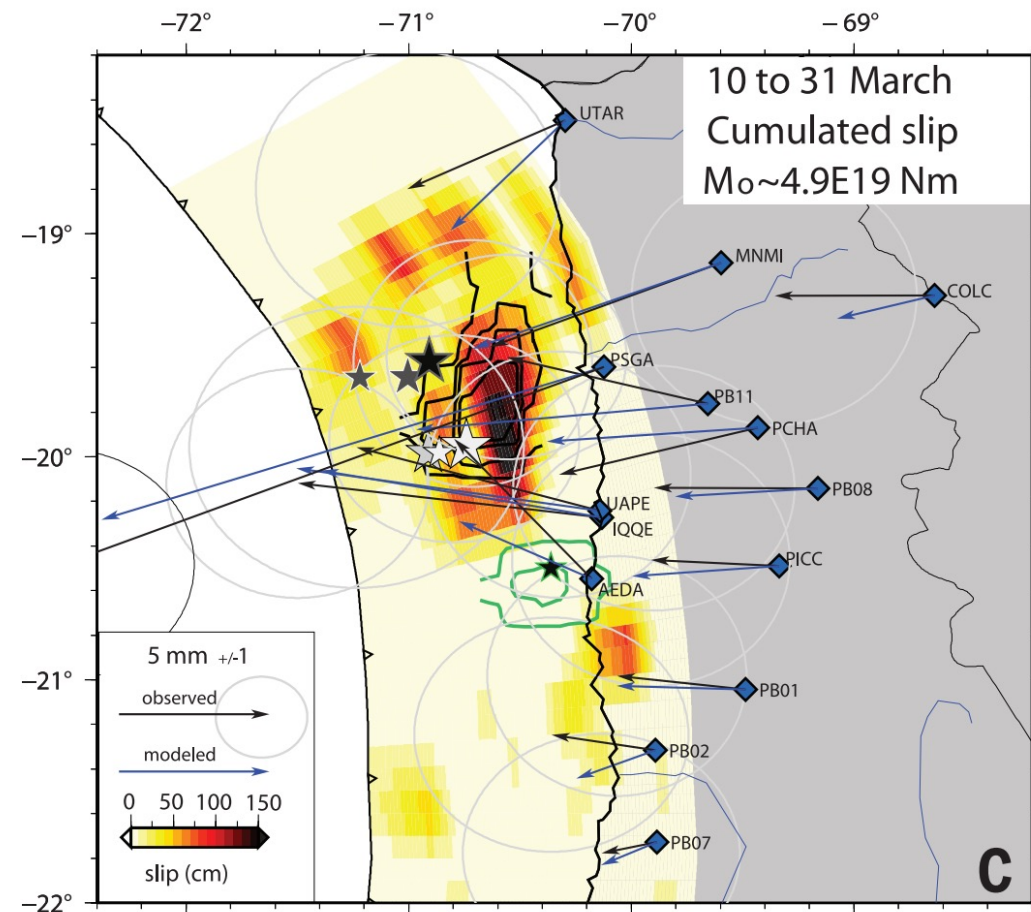 −72° −71° −70° −69°
10 to 31 March
Cumulated slip
Mo~4.9E19 Nm
UTAR
−19°
MNMI
COLC
PSGA
PB11
PCHA
−20°
PB08
UAPE
IQQE
PICC
AEDA
5 mm +/-1
observed
modeled
0 50 100 150
slip (cm)
−21°
PB01
PB02
PB07
C
−22°